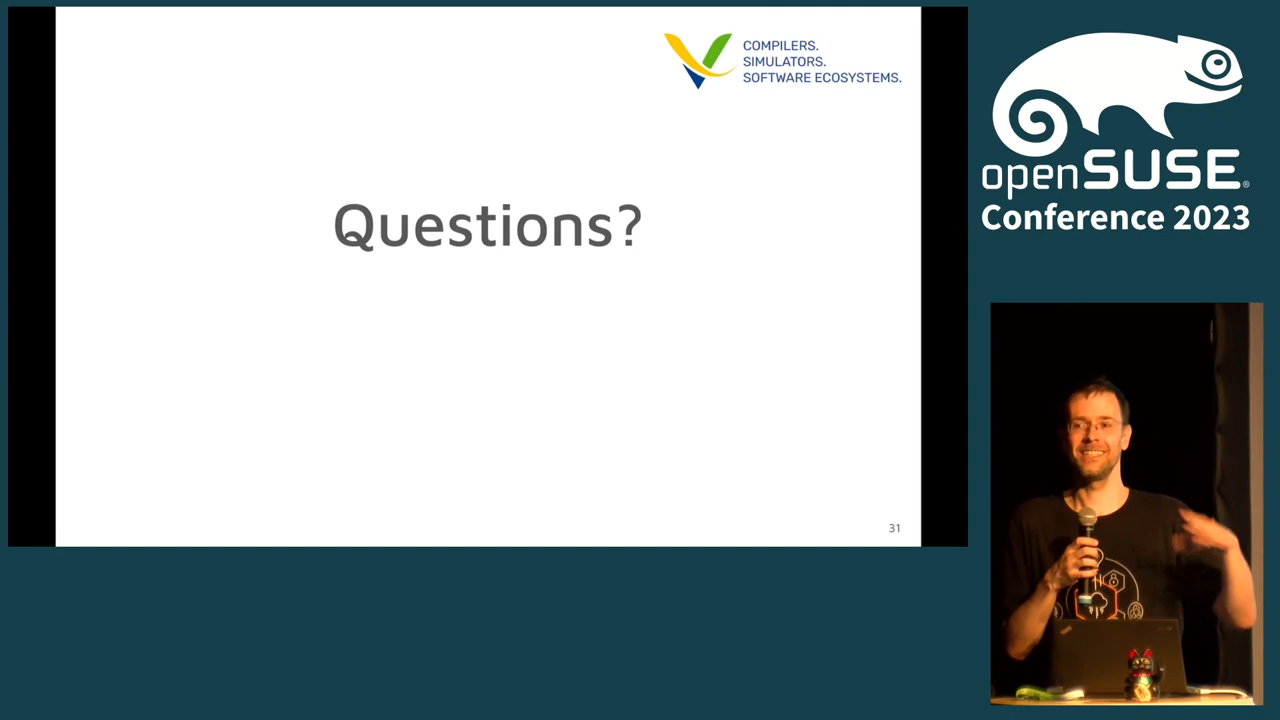 COMPILERS.
SIMULATORS.
SOFTWARE ECOSYSTEMS.
Questions?
31
openSUSE®
Conference 2023